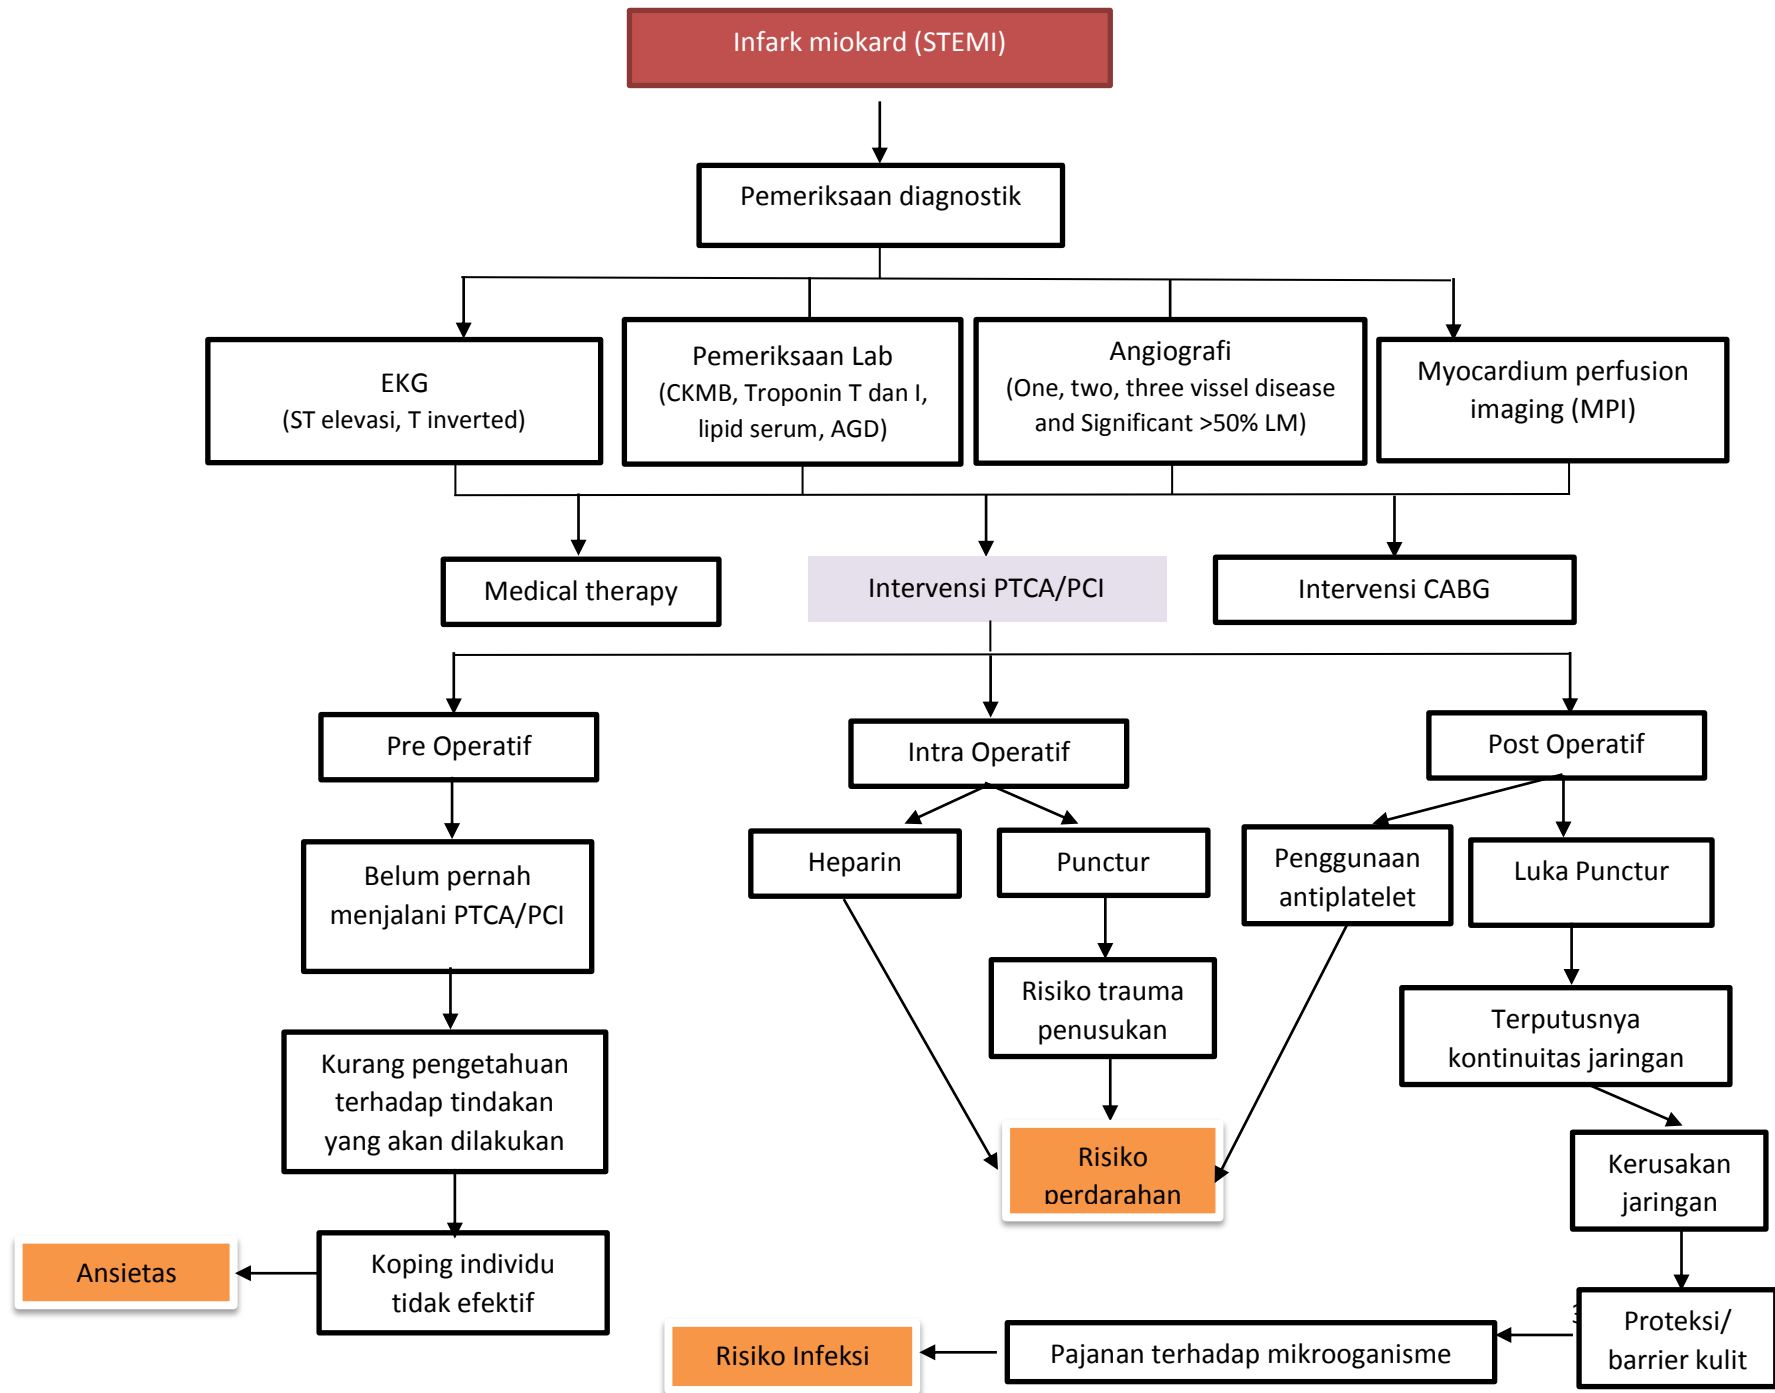 Infark miokard (STEMI)
Pemeriksaan diagnostik
EKG
(ST elevasi, T inverted)
Pemeriksaan Lab
(CKMB, Troponin T dan I,
lipid serum, AGD)
Angiografi
(One, two, three vissel disease
and Significant >50% LM)
Myocardium perfusion
imaging (MPI)
Medical therapy
Intervensi PTCA/PCI
Intervensi CABG
Pre Operatif
Intra Operatif
Post Operatif
Heparin
Punctur
Penggunaan
antiplatelet
Luka Punctur
Belum pernah
menjalani PTCA/PCI
Risiko trauma
penusukan
Terputusnya
kontinuitas jaringan
Kurang pengetahuan
terhadap tindakan
yang akan dilakukan
Risiko
perdarahan
Kerusakan
jaringan
Ansietas
Koping individu
tidak efektif
Risiko Infeksi
Pajanan terhadap mikrooganisme
Proteksi/
barrier kulit